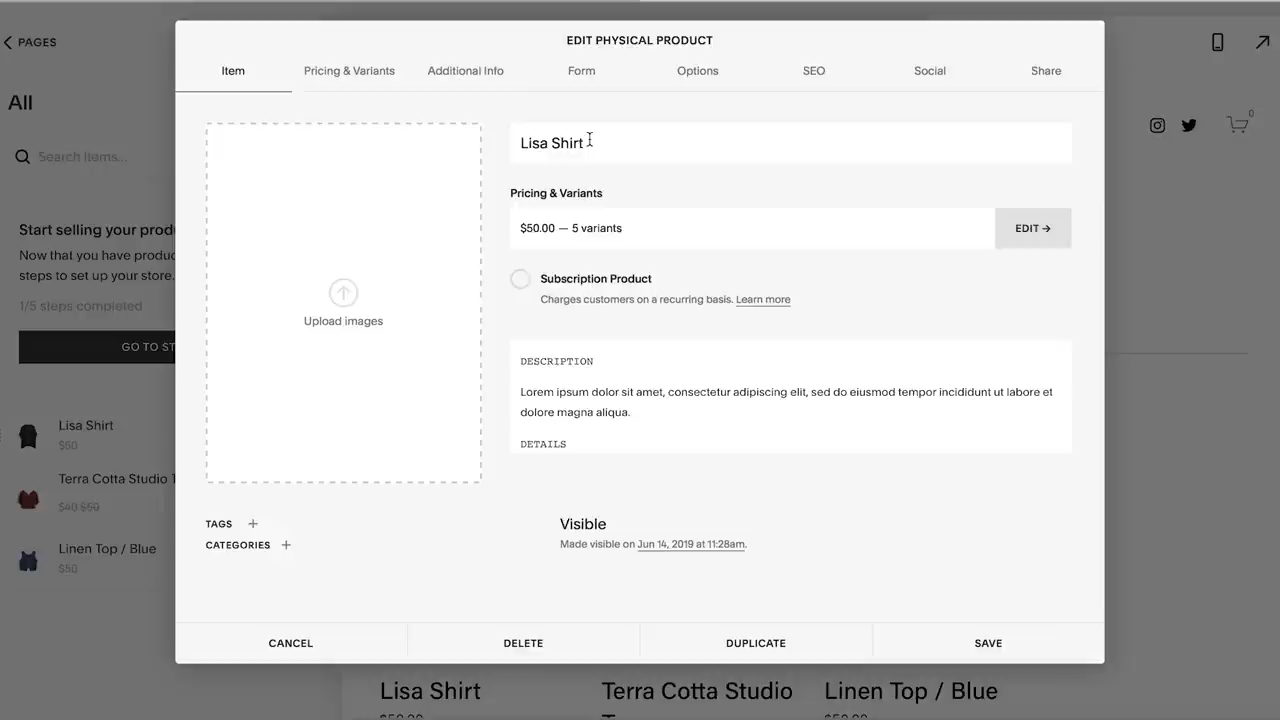 EDIT PHYSICAL PRODUCT
PAGES
Item
Pricing & Variants
Additional Info
Form
Options
SEO
Social
Share
All
Search Items...
Start selling your
Now that you have
steps to set up your store.
1/5 steps completed
GO TO
Lisa Shirt
$50
Terra Cotta Studio
$40 $50
Linen Top / Blue
$50
Upload images
Lisa Shirt
Pricing & Variants
$50.00 — 5 variants
EDIT →
Subscription Product
Charges customers on a recurring basis. Learn more
DESCRIPTION
Lorem ipsum dolor sit amet, consectetur adipiscing elit, sed do eiusmod tempor incididunt ut labore et
dolore magna aliqua.
DETAILS
TAGS +
CATEGORIES +
Visible
Made visible on Jun 14, 2019 at 11:28am.
CANCEL
DELETE
DUPLICATE
SAVE
0
Lisa Shirt
Terra Cotta Studio
Linen Top / Blue